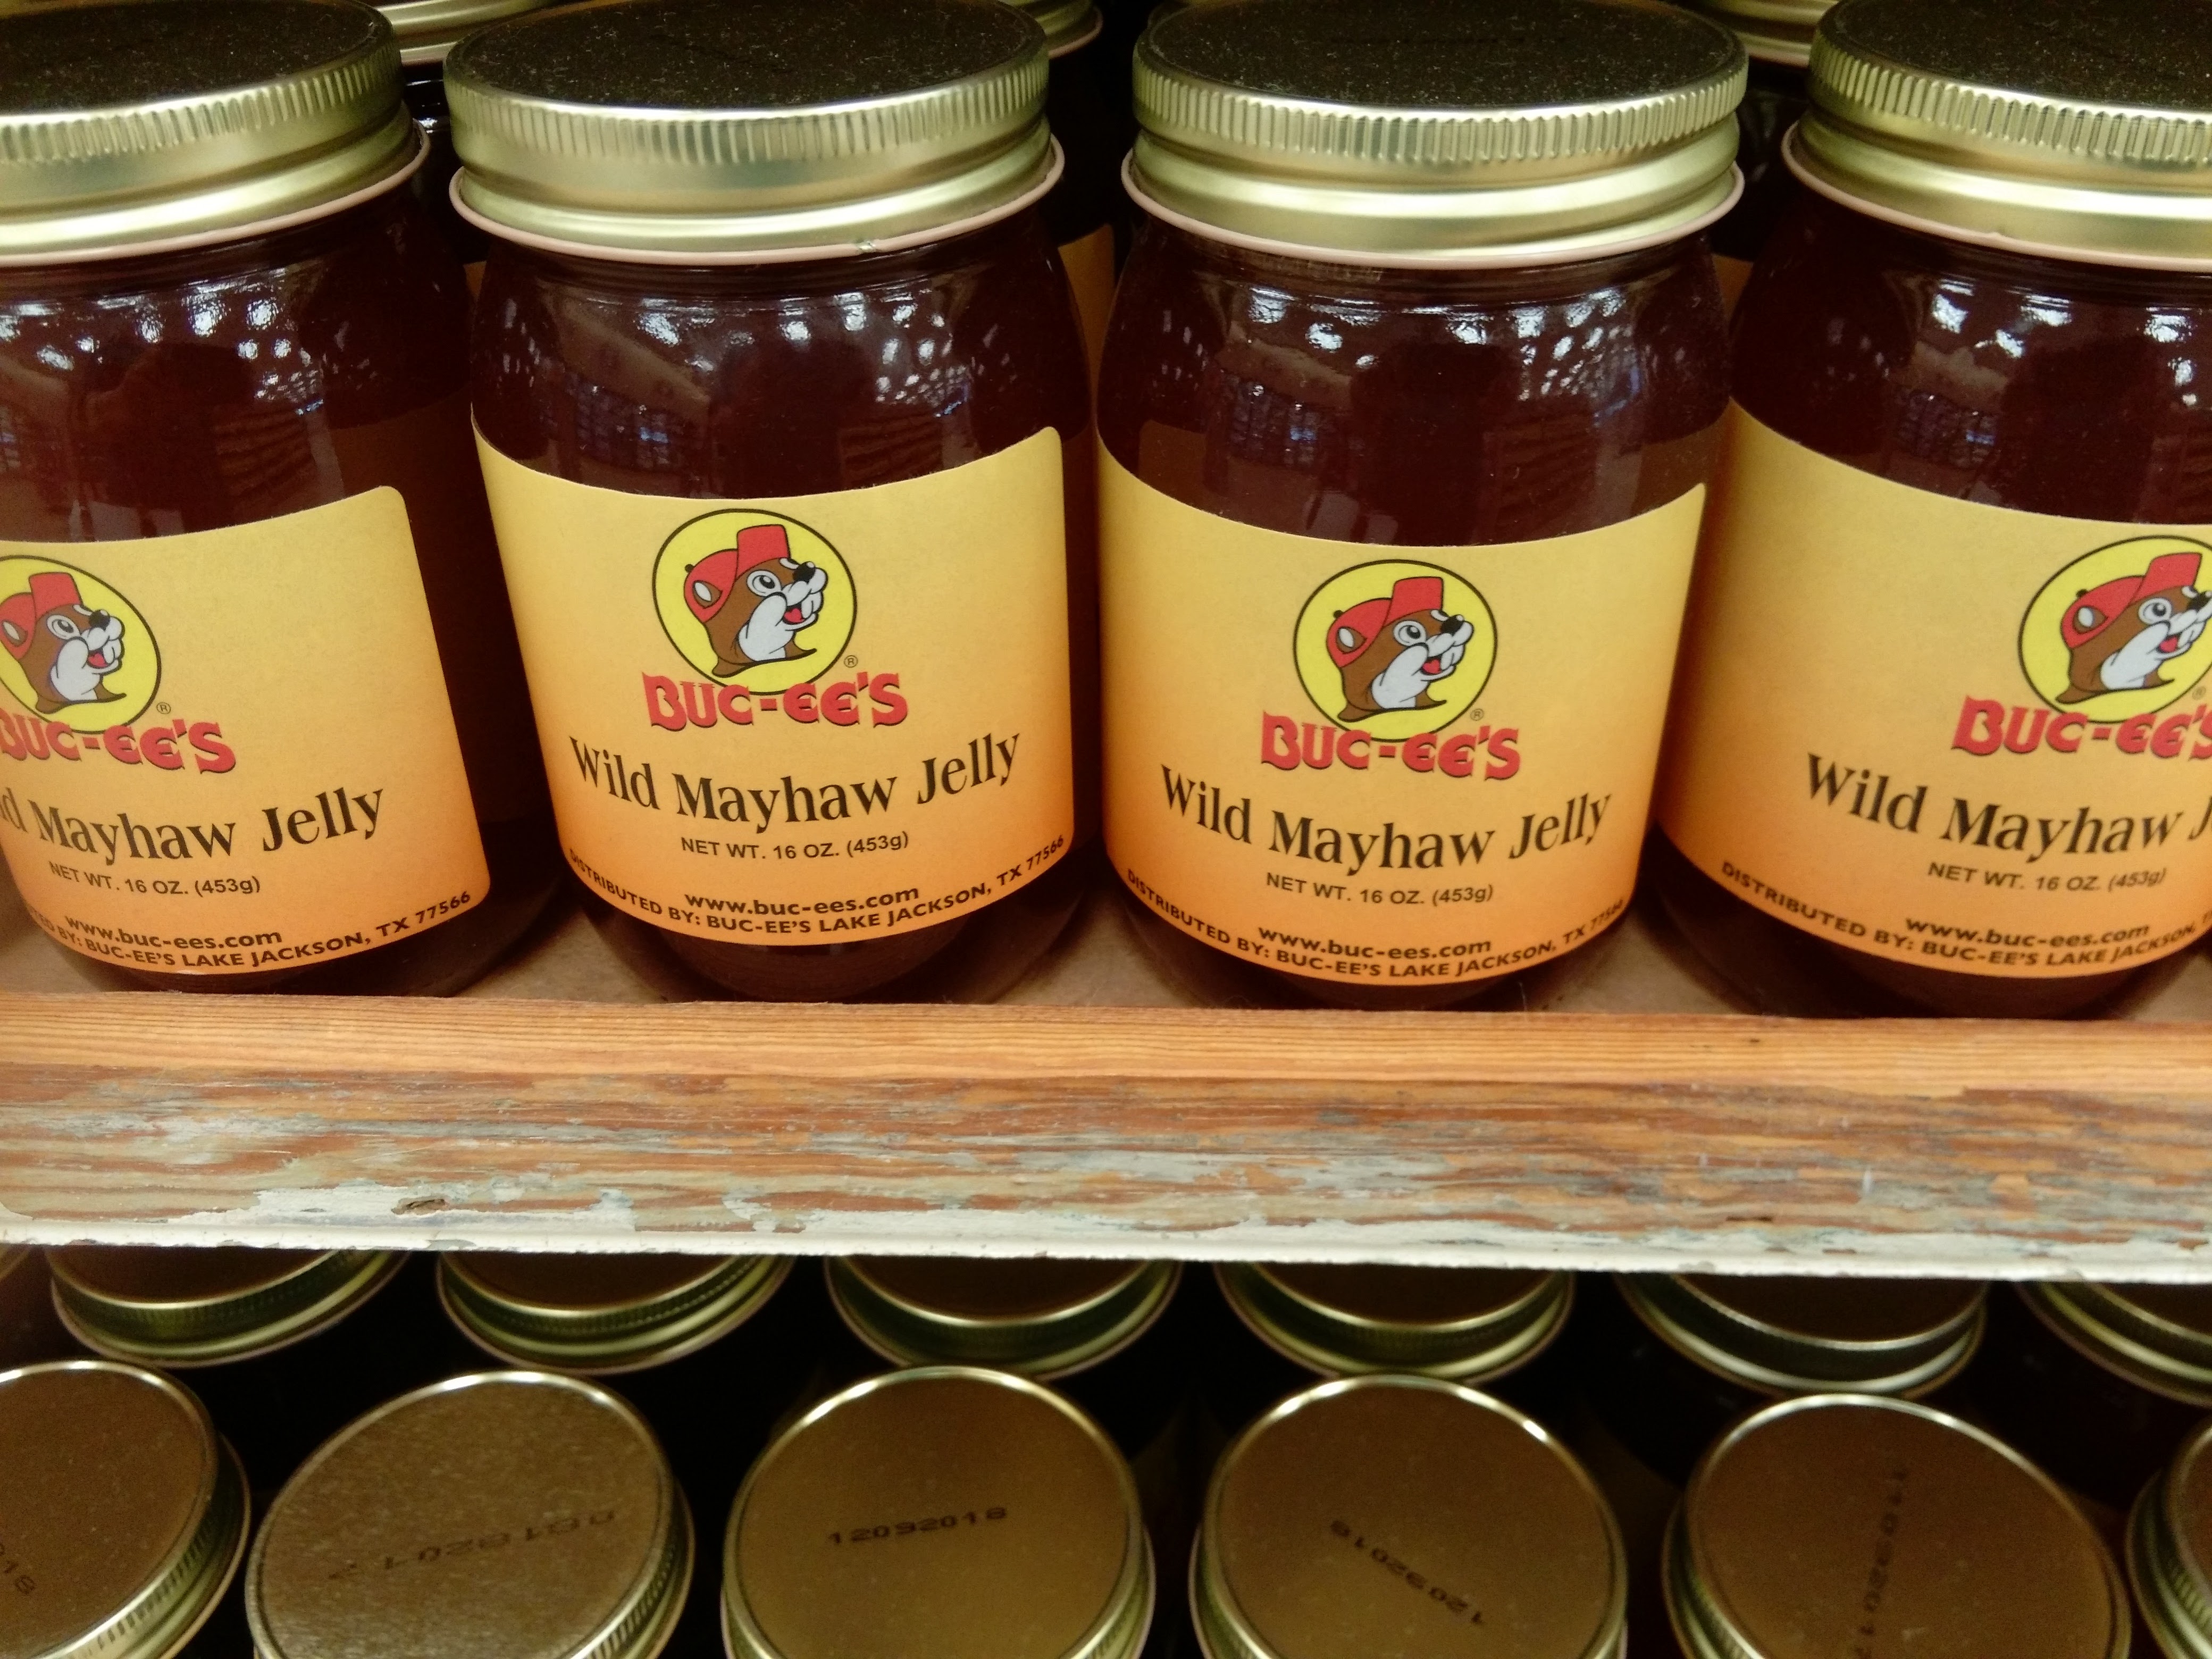 BUC-EE'S
ld Mayhaw Jelly
NET WT. 16 OZ. (453g)
www.buc-ees.com
BY: BUC-EE'S LAKE JACKSON, TX 77566
BUC-EE'S
Wild Mayhaw Jelly
NET WT. 16 OZ. (453g)
www.buc-ees.com
DISTRIBUTED BY: BUC-EE'S LAKE JACKSON, TX 77566
BUC-EE'S
Wild Mayhaw Jelly
NET WT. 16 OZ. (453g)
www.buc-ees.com
DISTRIBUTED BY: BUC-EE'S LAKE JACKSON, TX 77566
BUC-EE'S
Wild Mayhaw J
NET WT. 16 OZ. (453g)
www.buc-ees.com
DISTRIBUTED BY: BUC-EE'S LAKE JACKSON,
12092018
12092018